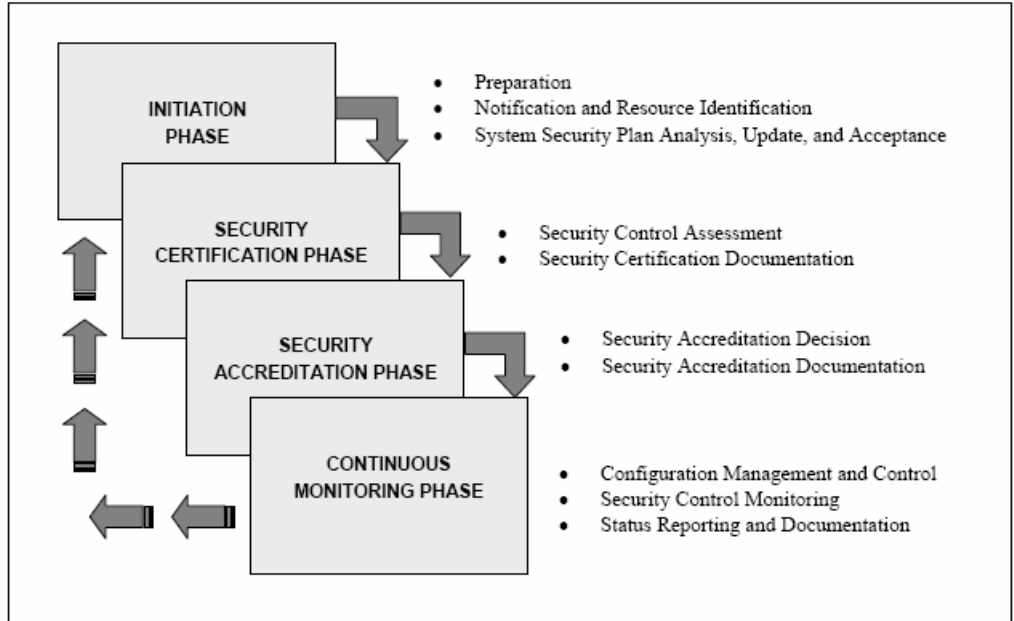 INITIATION
PHASE
• Preparation
• Notification and Resource Identification
• System Security Plan Analysis, Update, and Acceptance
SECURITY
CERTIFICATION PHASE
• Security Control Assessment
• Security Certification Documentation
SECURITY
ACCREDITATION PHASE
• Security Accreditation Decision
• Security Accreditation Documentation
CONTINUOUS
MONITORING PHASE
• Configuration Management and Control
• Security Control Monitoring
• Status Reporting and Documentation